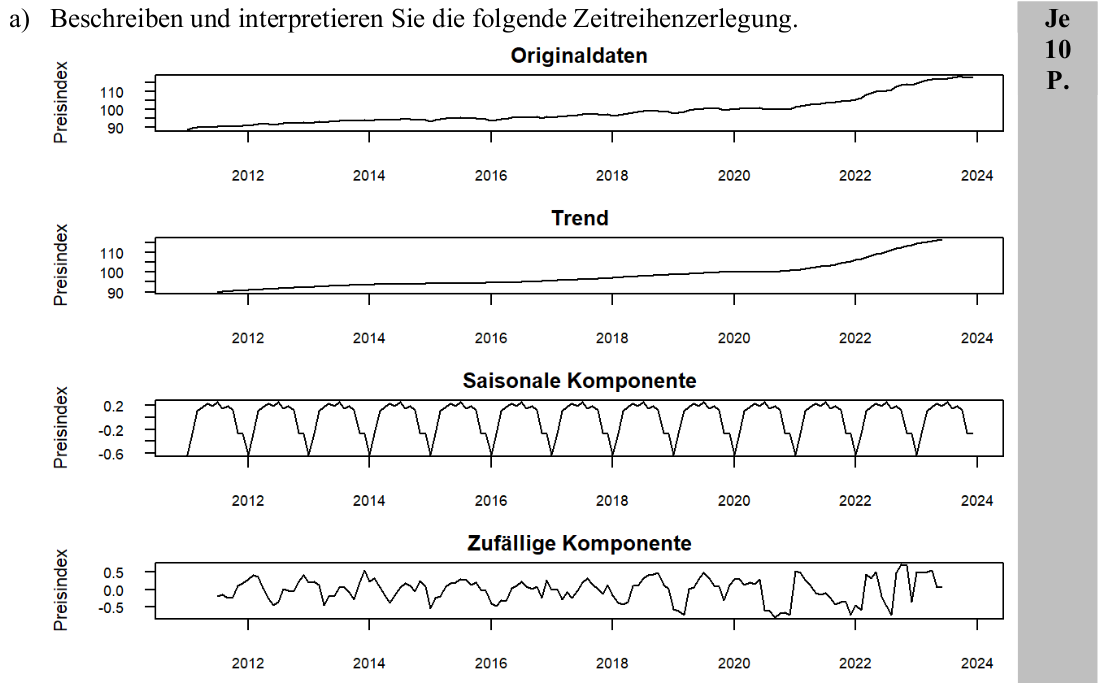 a) Beschreiben und interpretieren Sie die folgende Zeitreihenzerlegung.
Je
10
P.
Originaldaten
Preisindex
110
100
90
2012 2014 2016 2018 2020 2022 2024
Trend
Preisindex
110
100
90
2012 2014 2016 2018 2020 2022 2024
Saisonale Komponente
Preisindex
0.2
-0.2
-0.6
2012 2014 2016 2018 2020 2022 2024
Zufällige Komponente
Preisindex
0.5
0.0
-0.5
2012 2014 2016 2018 2020 2022 2024